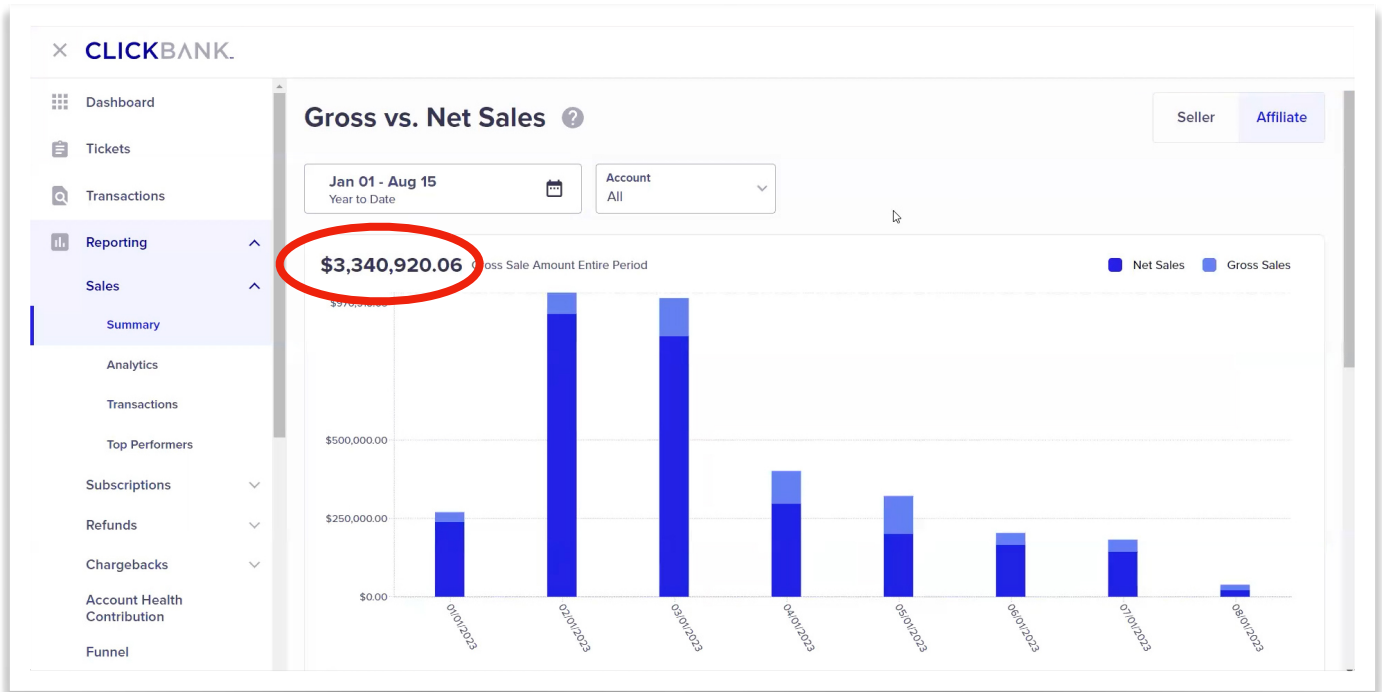 CLICKBANK
Dashboard
Tickets
Transactions
Reporting
Sales
Summary
Analytics
Transactions
Top Performers
Subscriptions
Refunds
Chargebacks
Account Health
Contribution
Funnel
Gross vs. Net Sales ?
Seller Affiliate
Jan 01 - Aug 15
Year to Date
Account
All
$3,340,920.06 Gross Sale Amount Entire Period
Net Sales Gross Sales
$500,000.00
$250,000.00
$0.00
01/01/2023 02/01/2023 03/01/2023 04/01/2023 05/01/2023 06/01/2023 07/01/2023 08/01/2023